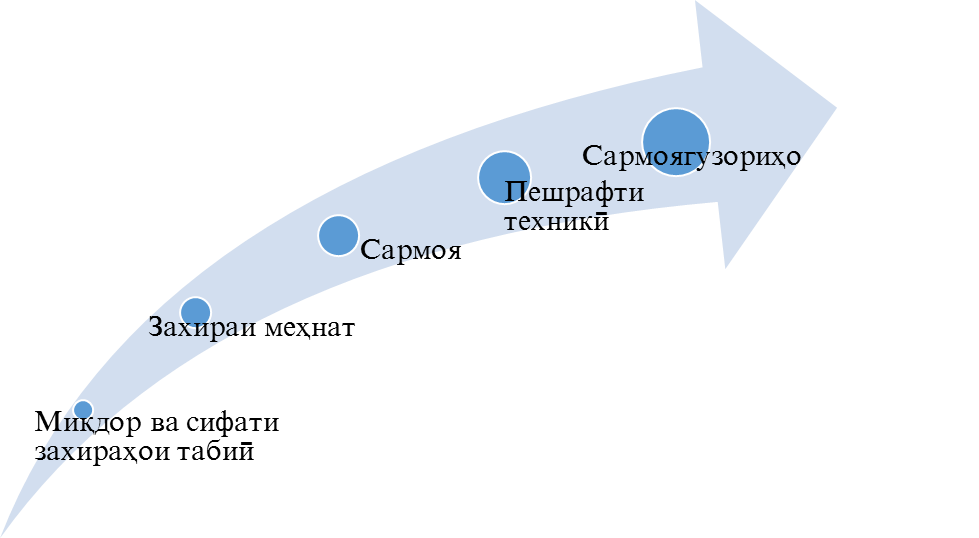 Сармоягузориҳо
Пешрафти
техникӣ
Сармоя
Захираи меҳнат
Миқдор ва сифати
захираҳои табиӣ